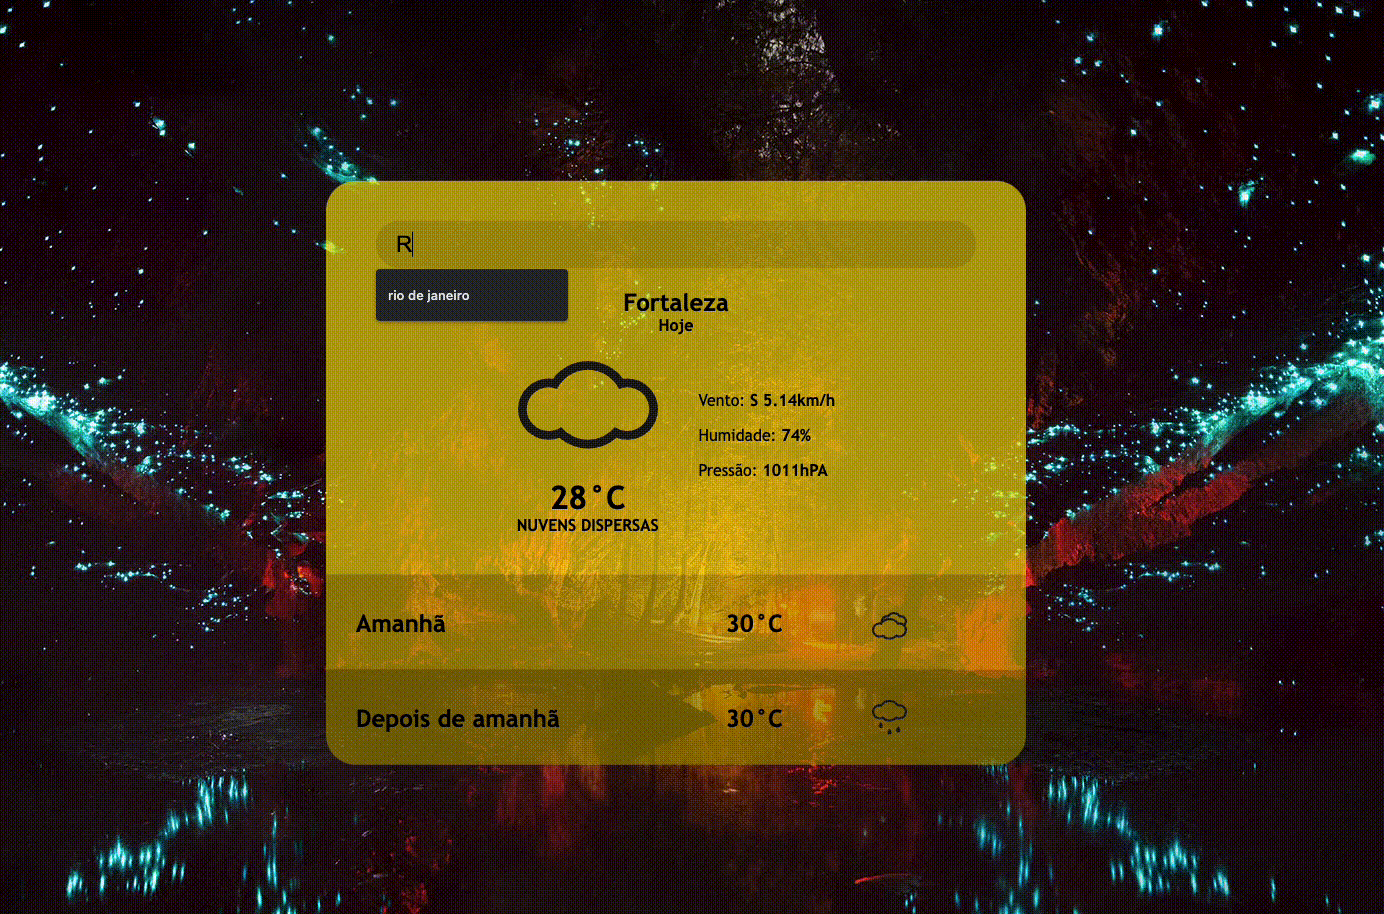 R
rio de janeiro
Fortaleza
Hoje
Vento: S 5.14km/h
Humidade: 74%
Pressão: 1011hPA
28°C
NUVENS DISPERSAS
Amanhã 30°C
Depois de amanhã 30°C